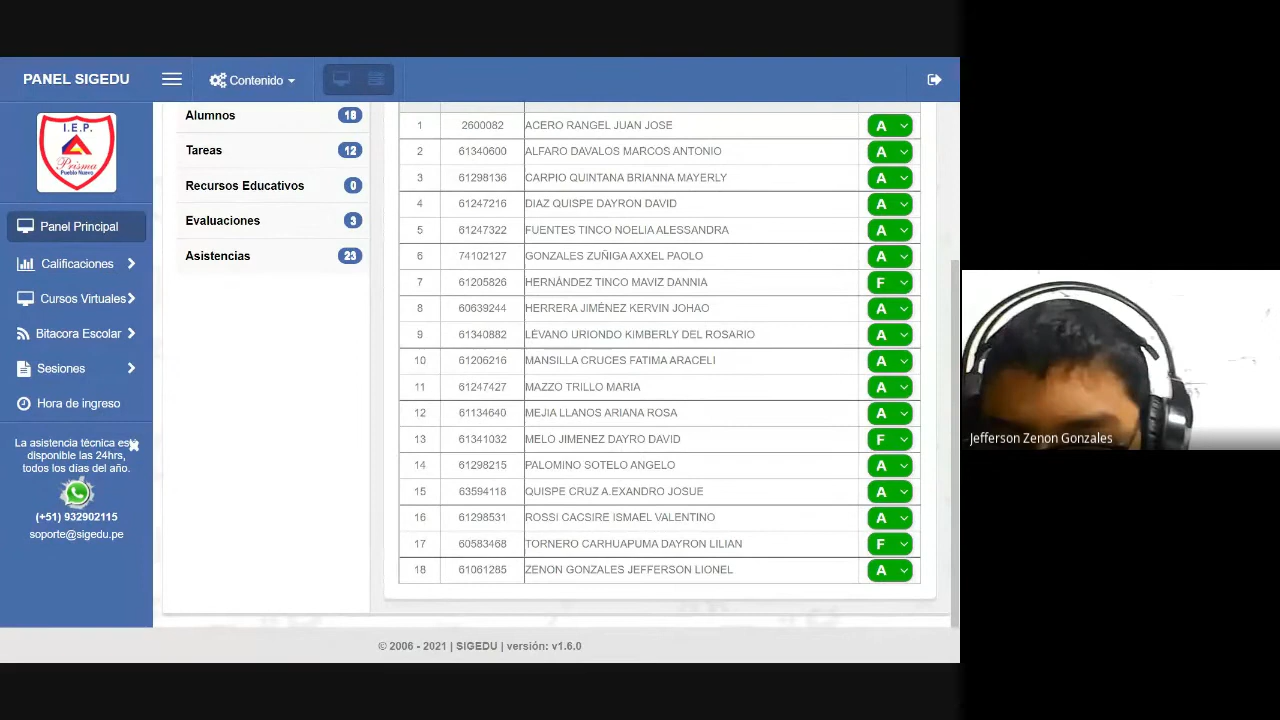 PANEL SIGEDU
Contenido
I.E.P.
Prisma
Pueblo Nuevo
Panel Principal
Calificaciones
Cursos Virtuales
Bitacora Escolar
Sesiones
Hora de ingreso
La asistencia técnica está
disponible las 24hrs,
todos los días del año.
(+51) 932902115
soporte@sigedu.pe
Alumnos 18
Tareas 12
Recursos Educativos 0
Evaluaciones 3
Asistencias 23
1 2600082 ACERO RANGEL JUAN JOSE A
2 61340600 ALFARO DAVALOS MARCOS ANTONIO A
3 61298136 CARPIO QUINTANA BRIANNA MAYERLY A
4 61247216 DIAZ QUISPE DAYRON DAVID A
5 61247322 FUENTES TINCO NOELIA ALESSANDRA A
6 74102127 GONZALES ZUÑIGA AXXEL PAOLO A
7 61205826 HERNÁNDEZ TINCO MAVIZ DANNIA F
8 60639244 HERRERA JIMÉNEZ KERVIN JOHAO A
9 61340882 LÉVANO URIONDO KIMBERLY DEL ROSARIO A
10 61206216 MANSILLA CRUCES FATIMA ARACELI A
11 61247427 MAZZO TRILLO MARIA A
12 61134640 MEJIA LLANOS ARIANA ROSA A
13 61341032 MELO JIMENEZ DAYRO DAVID F
14 61298215 PALOMINO SOTELO ANGELO A
15 63594118 QUISPE CRUZ A.EXANDRO JOSUE A
16 61298531 ROSSI CACSIRE ISMAEL VALENTINO A
17 60583468 TORNERO CARHUAPUMA DAYRON LILIAN F
18 61061285 ZENON GONZALES JEFFERSON LIONEL A
© 2006 - 2021 | SIGEDU | versión: v1.6.0
Jefferson Zenon Gonzales